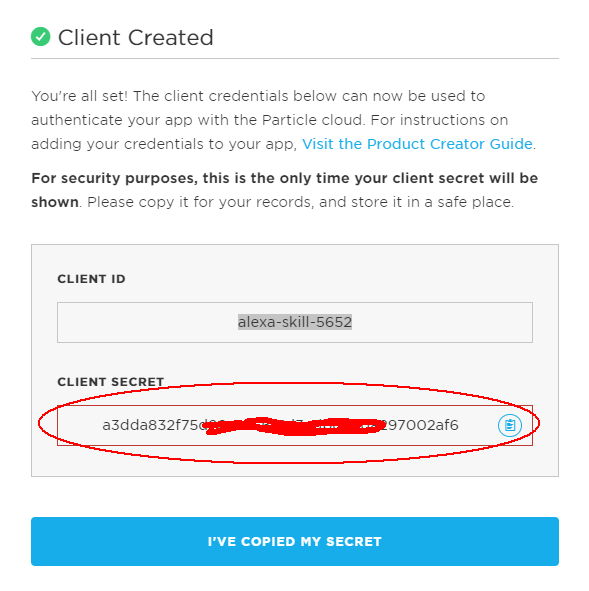 Client Created
You're all set! The client credentials below can now be used to
authenticate your app with the Particle cloud. For instructions on
adding your credentials to your app, Visit the Product Creator Guide.
For security purposes, this is the only time your client secret will be
shown. Please copy it for your records, and store it in a safe place.
CLIENT ID
alexa-skill-5652
CLIENT SECRET
a3dda832f75d 297002af6
I'VE COPIED MY SECRET